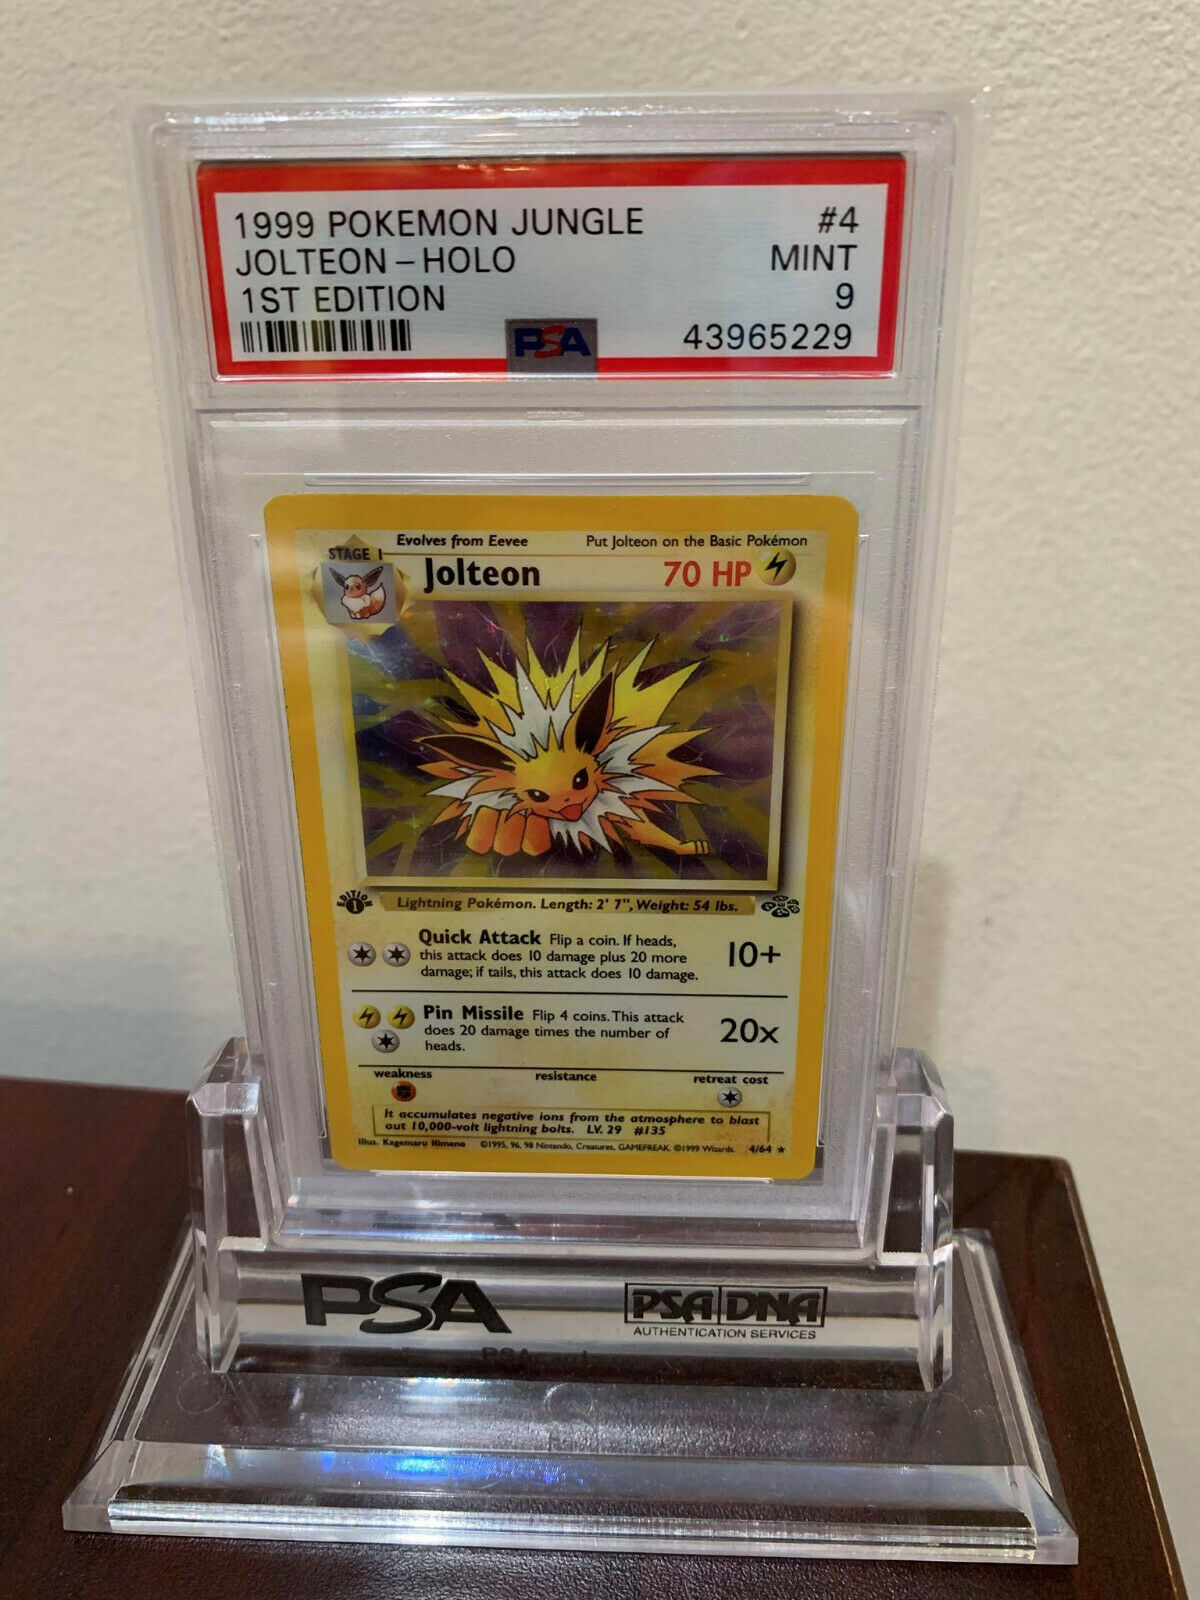 1999 POKEMON JUNGLE #4
JOLTEON - HOLO MINT
1ST EDITION 9
PSA 43965229
STAGE 1 Evolves from Eevee Put Jolteon on the Basic Pokémon
Jolteon 70 HP
EDITION 1
Lightning Pokémon. Length: 2' 7", Weight: 54 lbs.
Quick Attack Flip a coin. If heads,
this attack does 10 damage plus 20 more
damage; if tails, this attack does 10 damage.
10+
Pin Missile Flip 4 coins. This attack
does 20 damage times the number of
heads.
20x
weakness resistance retreat cost
It accumulates negative ions from the atmosphere to blast
out 10,000-volt lightning bolts. LV. 29 #135
Illus. Kagemaru Himeno ©1995, 96, 98 Nintendo, Creatures, GAMEFREAK. ©1999 Wizards. 4/64 ★
PSA PSA DNA
AUTHENTICATION SERVICES